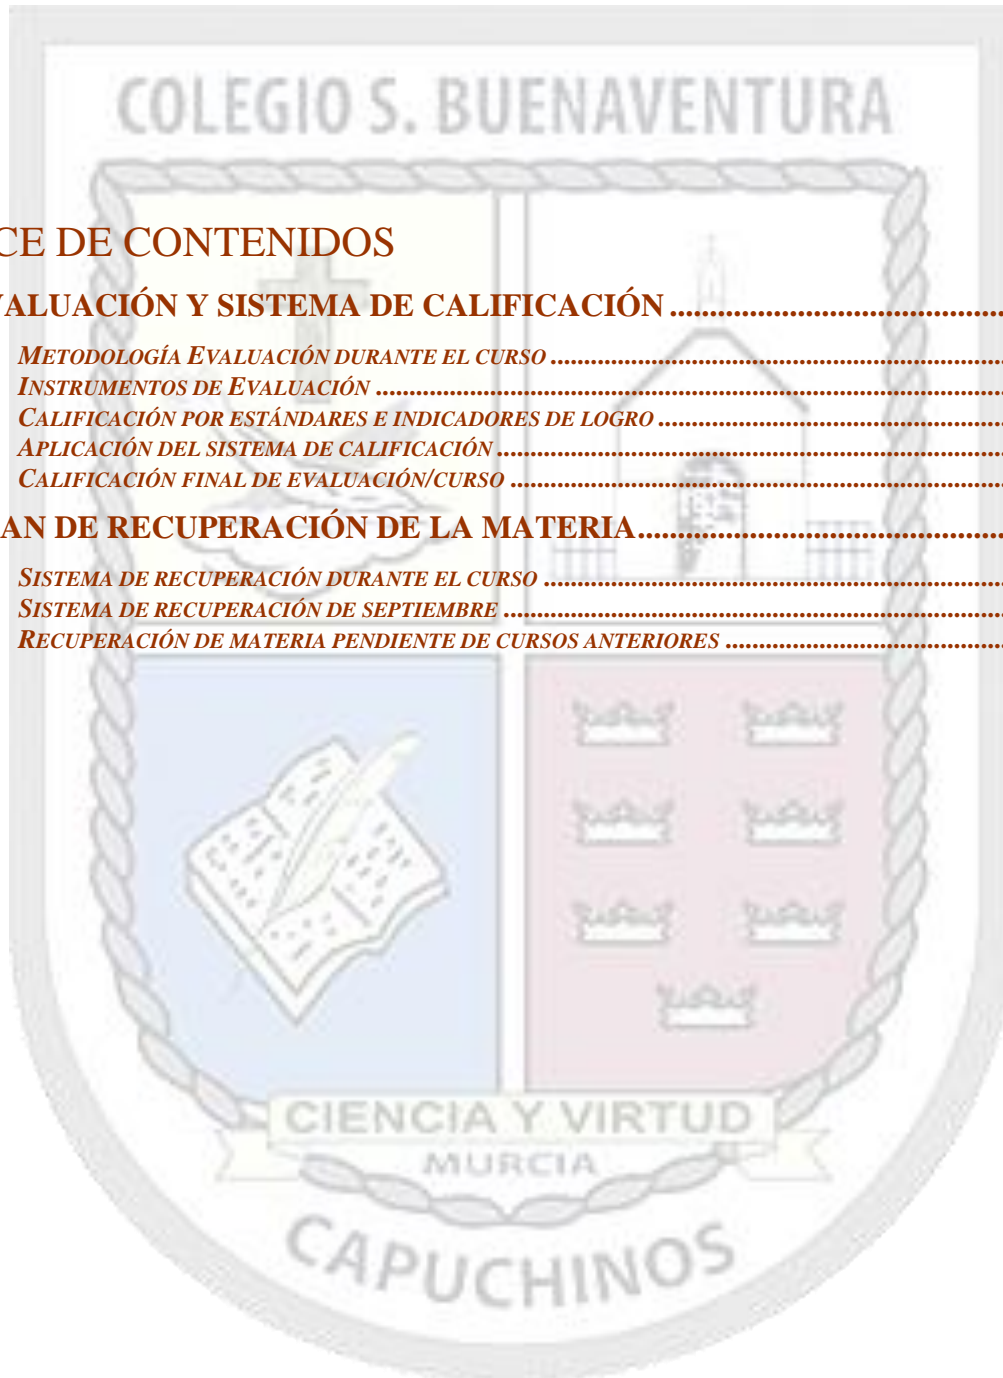 COLEGIO S. BUENAVENTURA
CE DE CONTENIDOS
VALUACIÓN Y SISTEMA DE CALIFICACIÓN
METODOLOGÍA EVALUACIÓN DURANTE EL CURSO
INSTRUMENTOS DE EVALUACIÓN
CALIFICACIÓN POR ESTÁNDARES E INDICADORES DE LOGRO
APLICACIÓN DEL SISTEMA DE CALIFICACIÓN
CALIFICACIÓN FINAL DE EVALUACIÓN/CURSO
AN DE RECUPERACIÓN DE LA MATERIA
SISTEMA DE RECUPERACIÓN DURANTE EL CURSO
SISTEMA DE RECUPERACIÓN DE SEPTIEMBRE
RECUPERACIÓN DE MATERIA PENDIENTE DE CURSOS ANTERIORES
CIENCIA Y VIRTUD
MURCIA
CAPUCHINOS